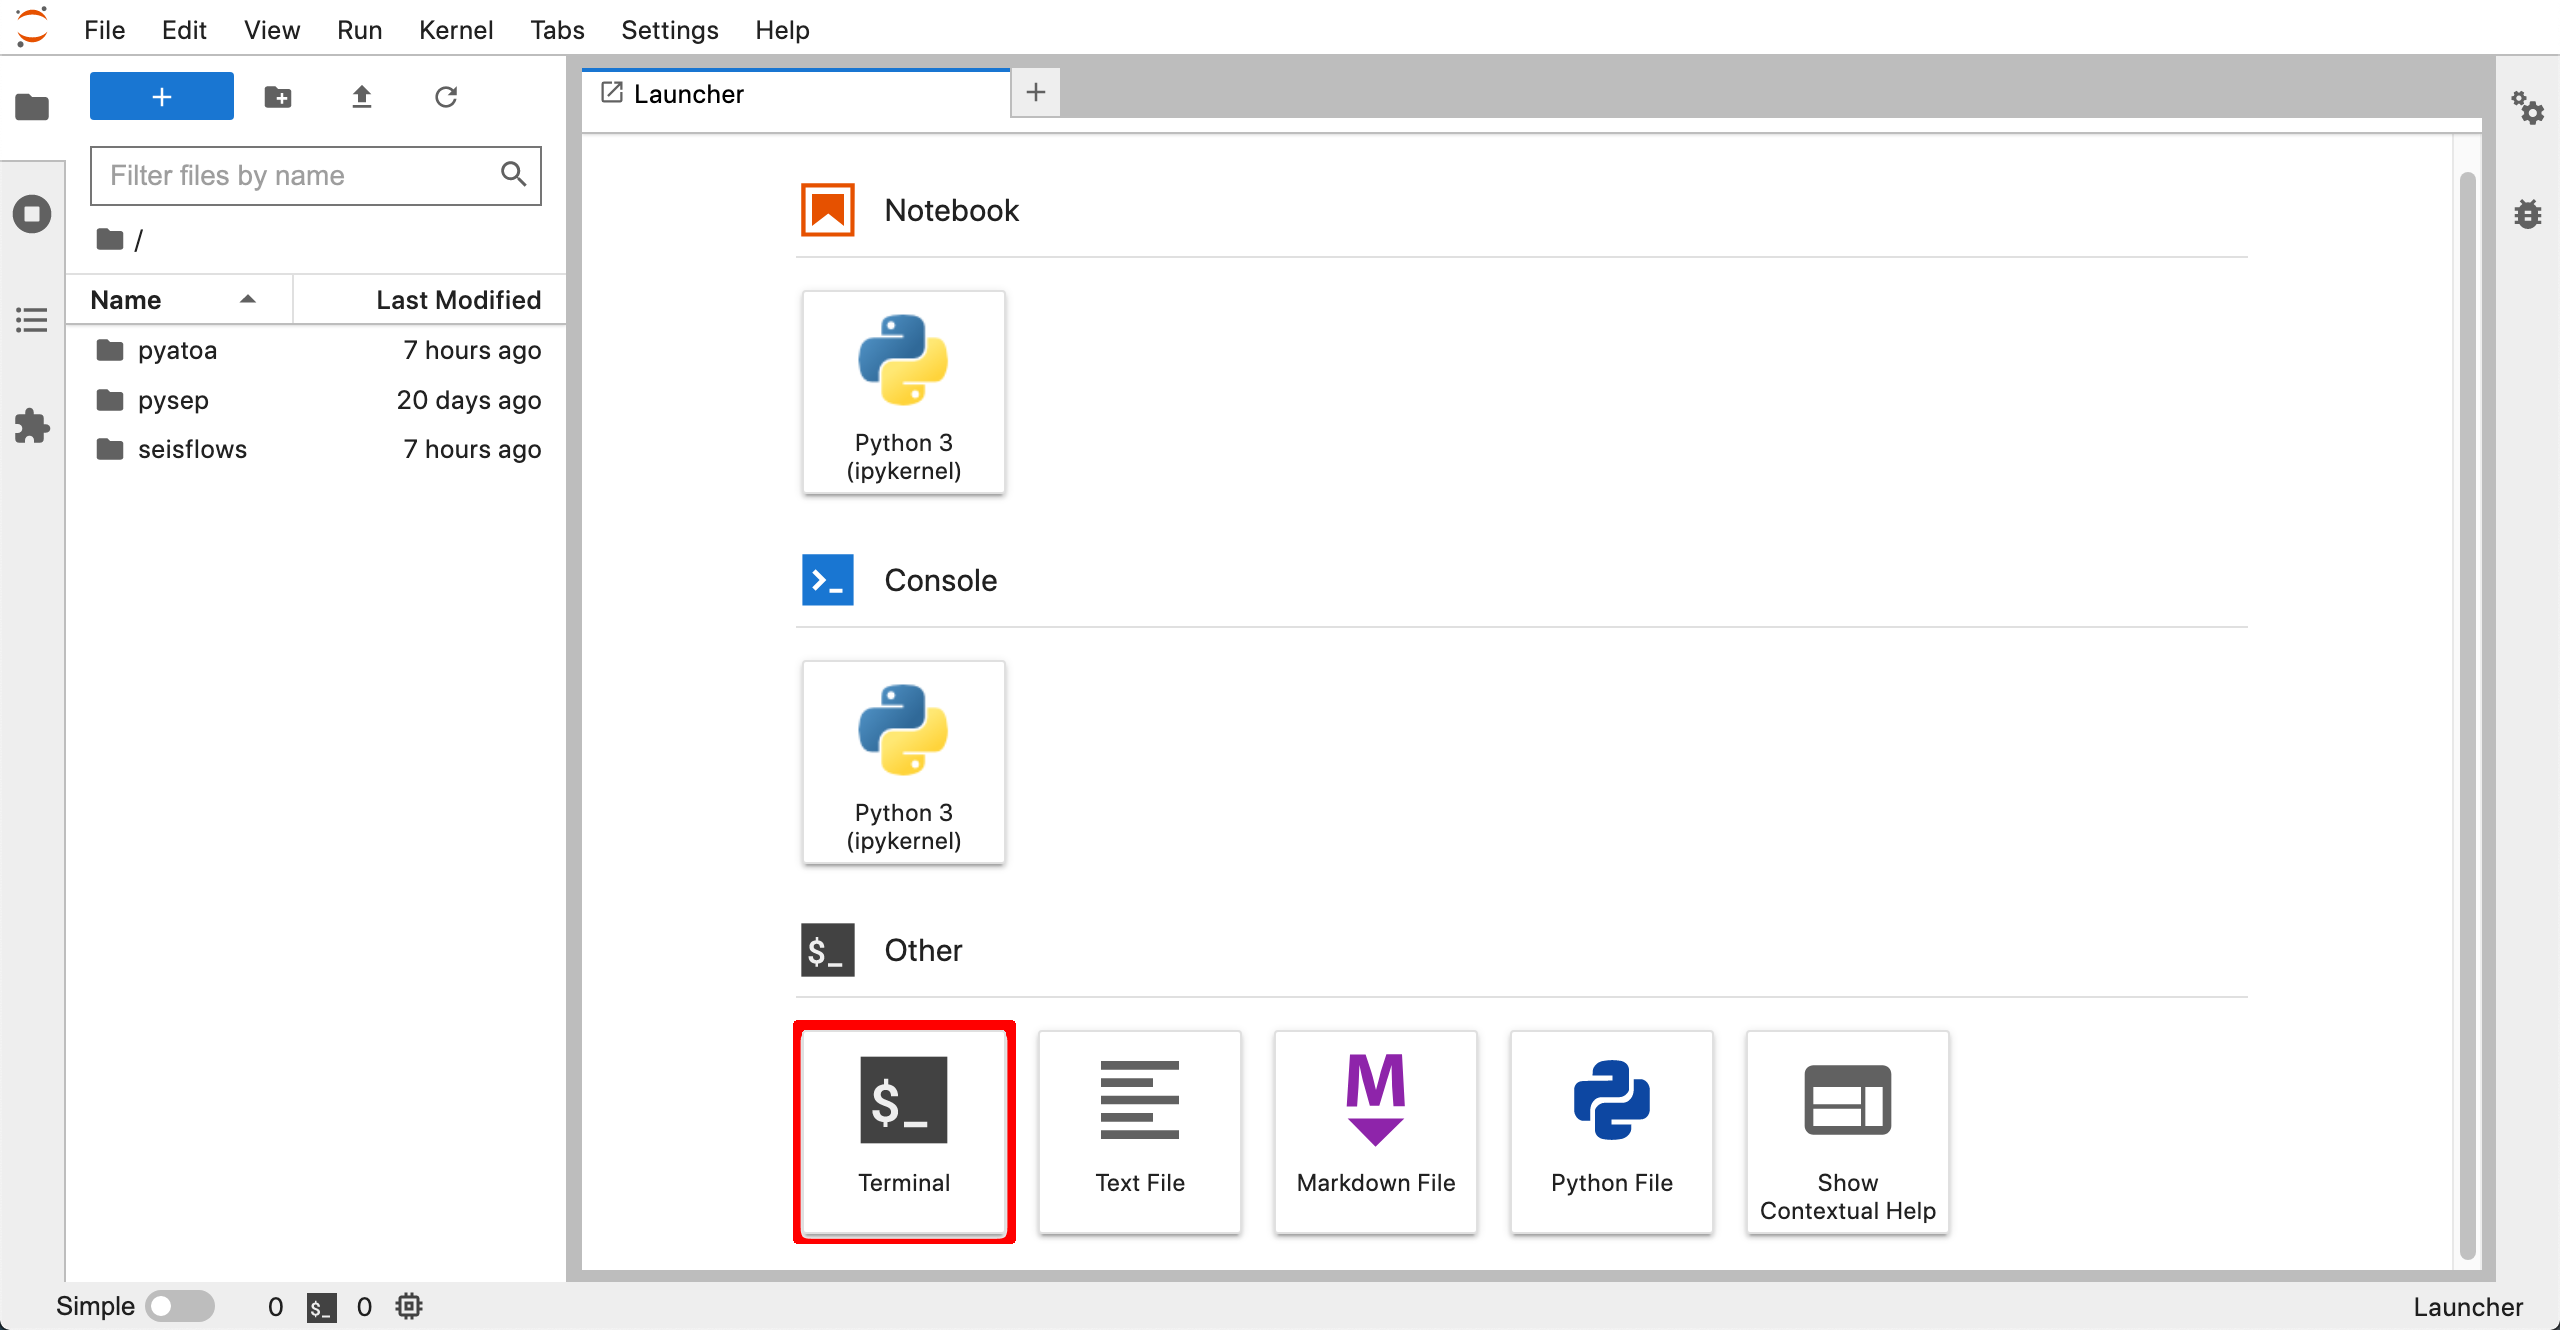 File Edit View Run Kernel Tabs Settings Help
Launcher
Filter files by name
/
Name Last Modified
pyatoa 7 hours ago
pysep 20 days ago
seisflows 7 hours ago
Notebook
Python 3
(ipykernel)
Console
Python 3
(ipykernel)
$_ Other
$_
Terminal
Text File
M
Markdown File
Python File
Show
Contextual Help
Simple 0 $_ 0 Launcher